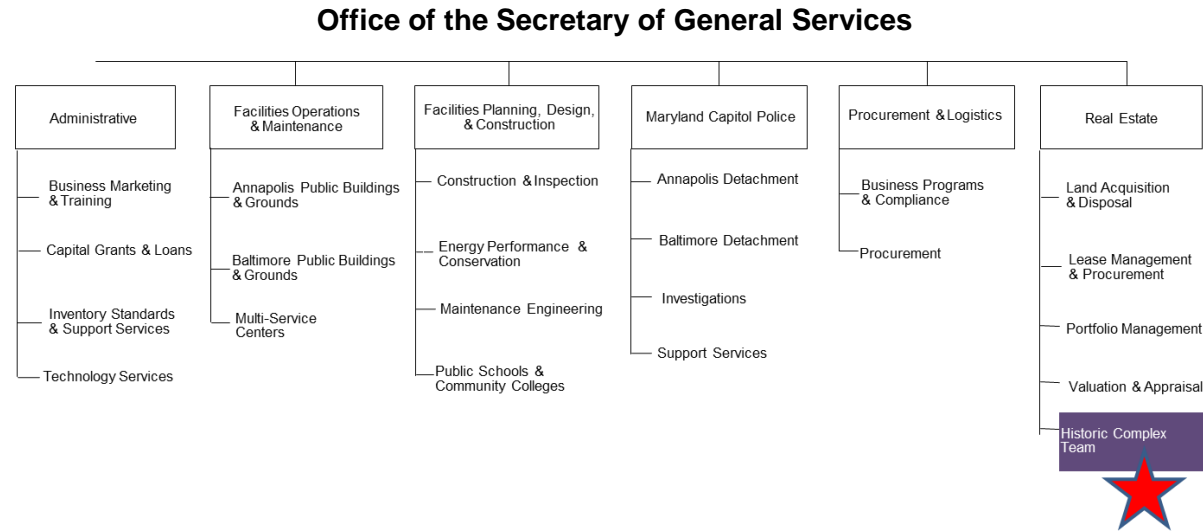 Office of the Secretary of General Services
Administrative
Business Marketing
& Training
Capital Grants & Loans
Inventory Standards
& Support Services
Technology Services
Facilities Operations
& Maintenance
Annapolis Public Buildings
& Grounds
Baltimore Public Buildings
& Grounds
Multi-Service
Centers
Facilities Planning, Design,
& Construction
Construction & Inspection
Energy Performance &
Conservation
Maintenance Engineering
Public Schools &
Community Colleges
Maryland Capitol Police
Annapolis Detachment
Baltimore Detachment
Investigations
Support Services
Procurement & Logistics
Business Programs
& Compliance
Procurement
Real Estate
Land Acquisition
& Disposal
Lease Management
& Procurement
Portfolio Management
Valuation & Appraisal
Historic Complex
Team